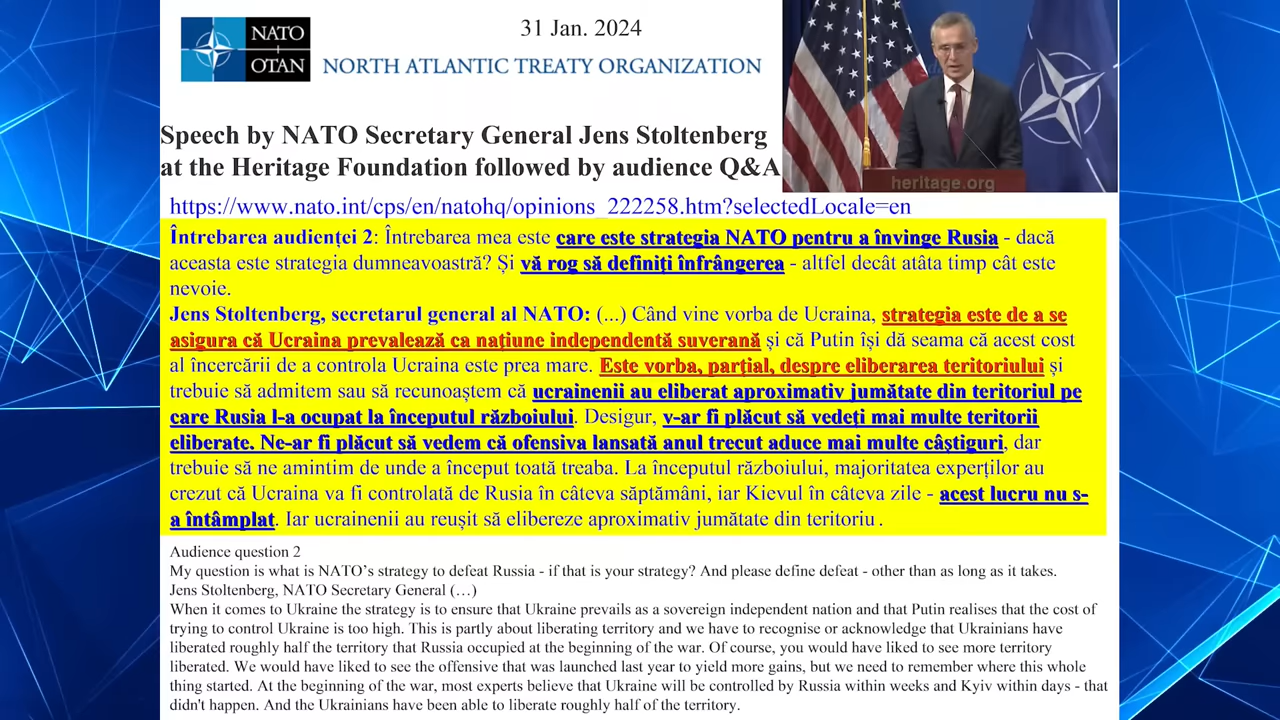 31 Jan. 2024
NATO
OTAN
NORTH ATLANTIC TREATY ORGANIZATION
Speech by NATO Secretary General Jens Stoltenberg
at the Heritage Foundation followed by audience Q&A
heritage.org
https://www.nato.int/cps/en/natohq/opinions_222258.htm?selectedLocale=en
Întrebarea audienței 2: Întrebarea mea este care este strategia NATO pentru a învinge Rusia - dacă
aceasta este strategia dumneavoastră? Și vă rog să definiți înfrângerea - altfel decât atâta timp cât este
nevoie.
Jens Stoltenberg, secretarul general al NATO: (...) Când vine vorba de Ucraina, strategia este de a se
asigura că Ucraina prevalează ca națiune independentă suverană și că Putin își dă seama că acest cost
al încercării de a controla Ucraina este prea mare. Este vorba, parțial, despre eliberarea teritoriului și
trebuie să admitem sau să recunoaștem că ucrainenii au eliberat aproximativ jumătate din teritoriul pe
care Rusia l-a ocupat la începutul războiului. Desigur, v-ar fi plăcut să vedeți mai multe teritorii
eliberate. Ne-ar fi plăcut să vedem că ofensiva lansată anul trecut aduce mai multe câștiguri, dar
trebuie să ne amintim de unde a început toată treaba. La începutul războiului, majoritatea experților au
crezut că Ucraina va fi controlată de Rusia în câteva săptămâni, iar Kievul în câteva zile - acest lucru nu s-
a întâmplat. Iar ucrainenii au reușit să elibereze aproximativ jumătate din teritoriu.
Audience question 2
My question is what is NATO's strategy to defeat Russia - if that is your strategy? And please define defeat - other than as long as it takes.
Jens Stoltenberg, NATO Secretary General (…)
When it comes to Ukraine the strategy is to ensure that Ukraine prevails as a sovereign independent nation and that Putin realises that the cost of
trying to control Ukraine is too high. This is partly about liberating territory and we have to recognise or acknowledge that Ukrainians have
liberated roughly half the territory that Russia occupied at the beginning of the war. Of course, you would have liked to see more territory
liberated. We would have liked to see the offensive that was launched last year to yield more gains, but we need to remember where this whole
thing started. At the beginning of the war, most experts believe that Ukraine will be controlled by Russia within weeks and Kyiv within days - that
didn't happen. And the Ukrainians have been able to liberate roughly half of the territory.